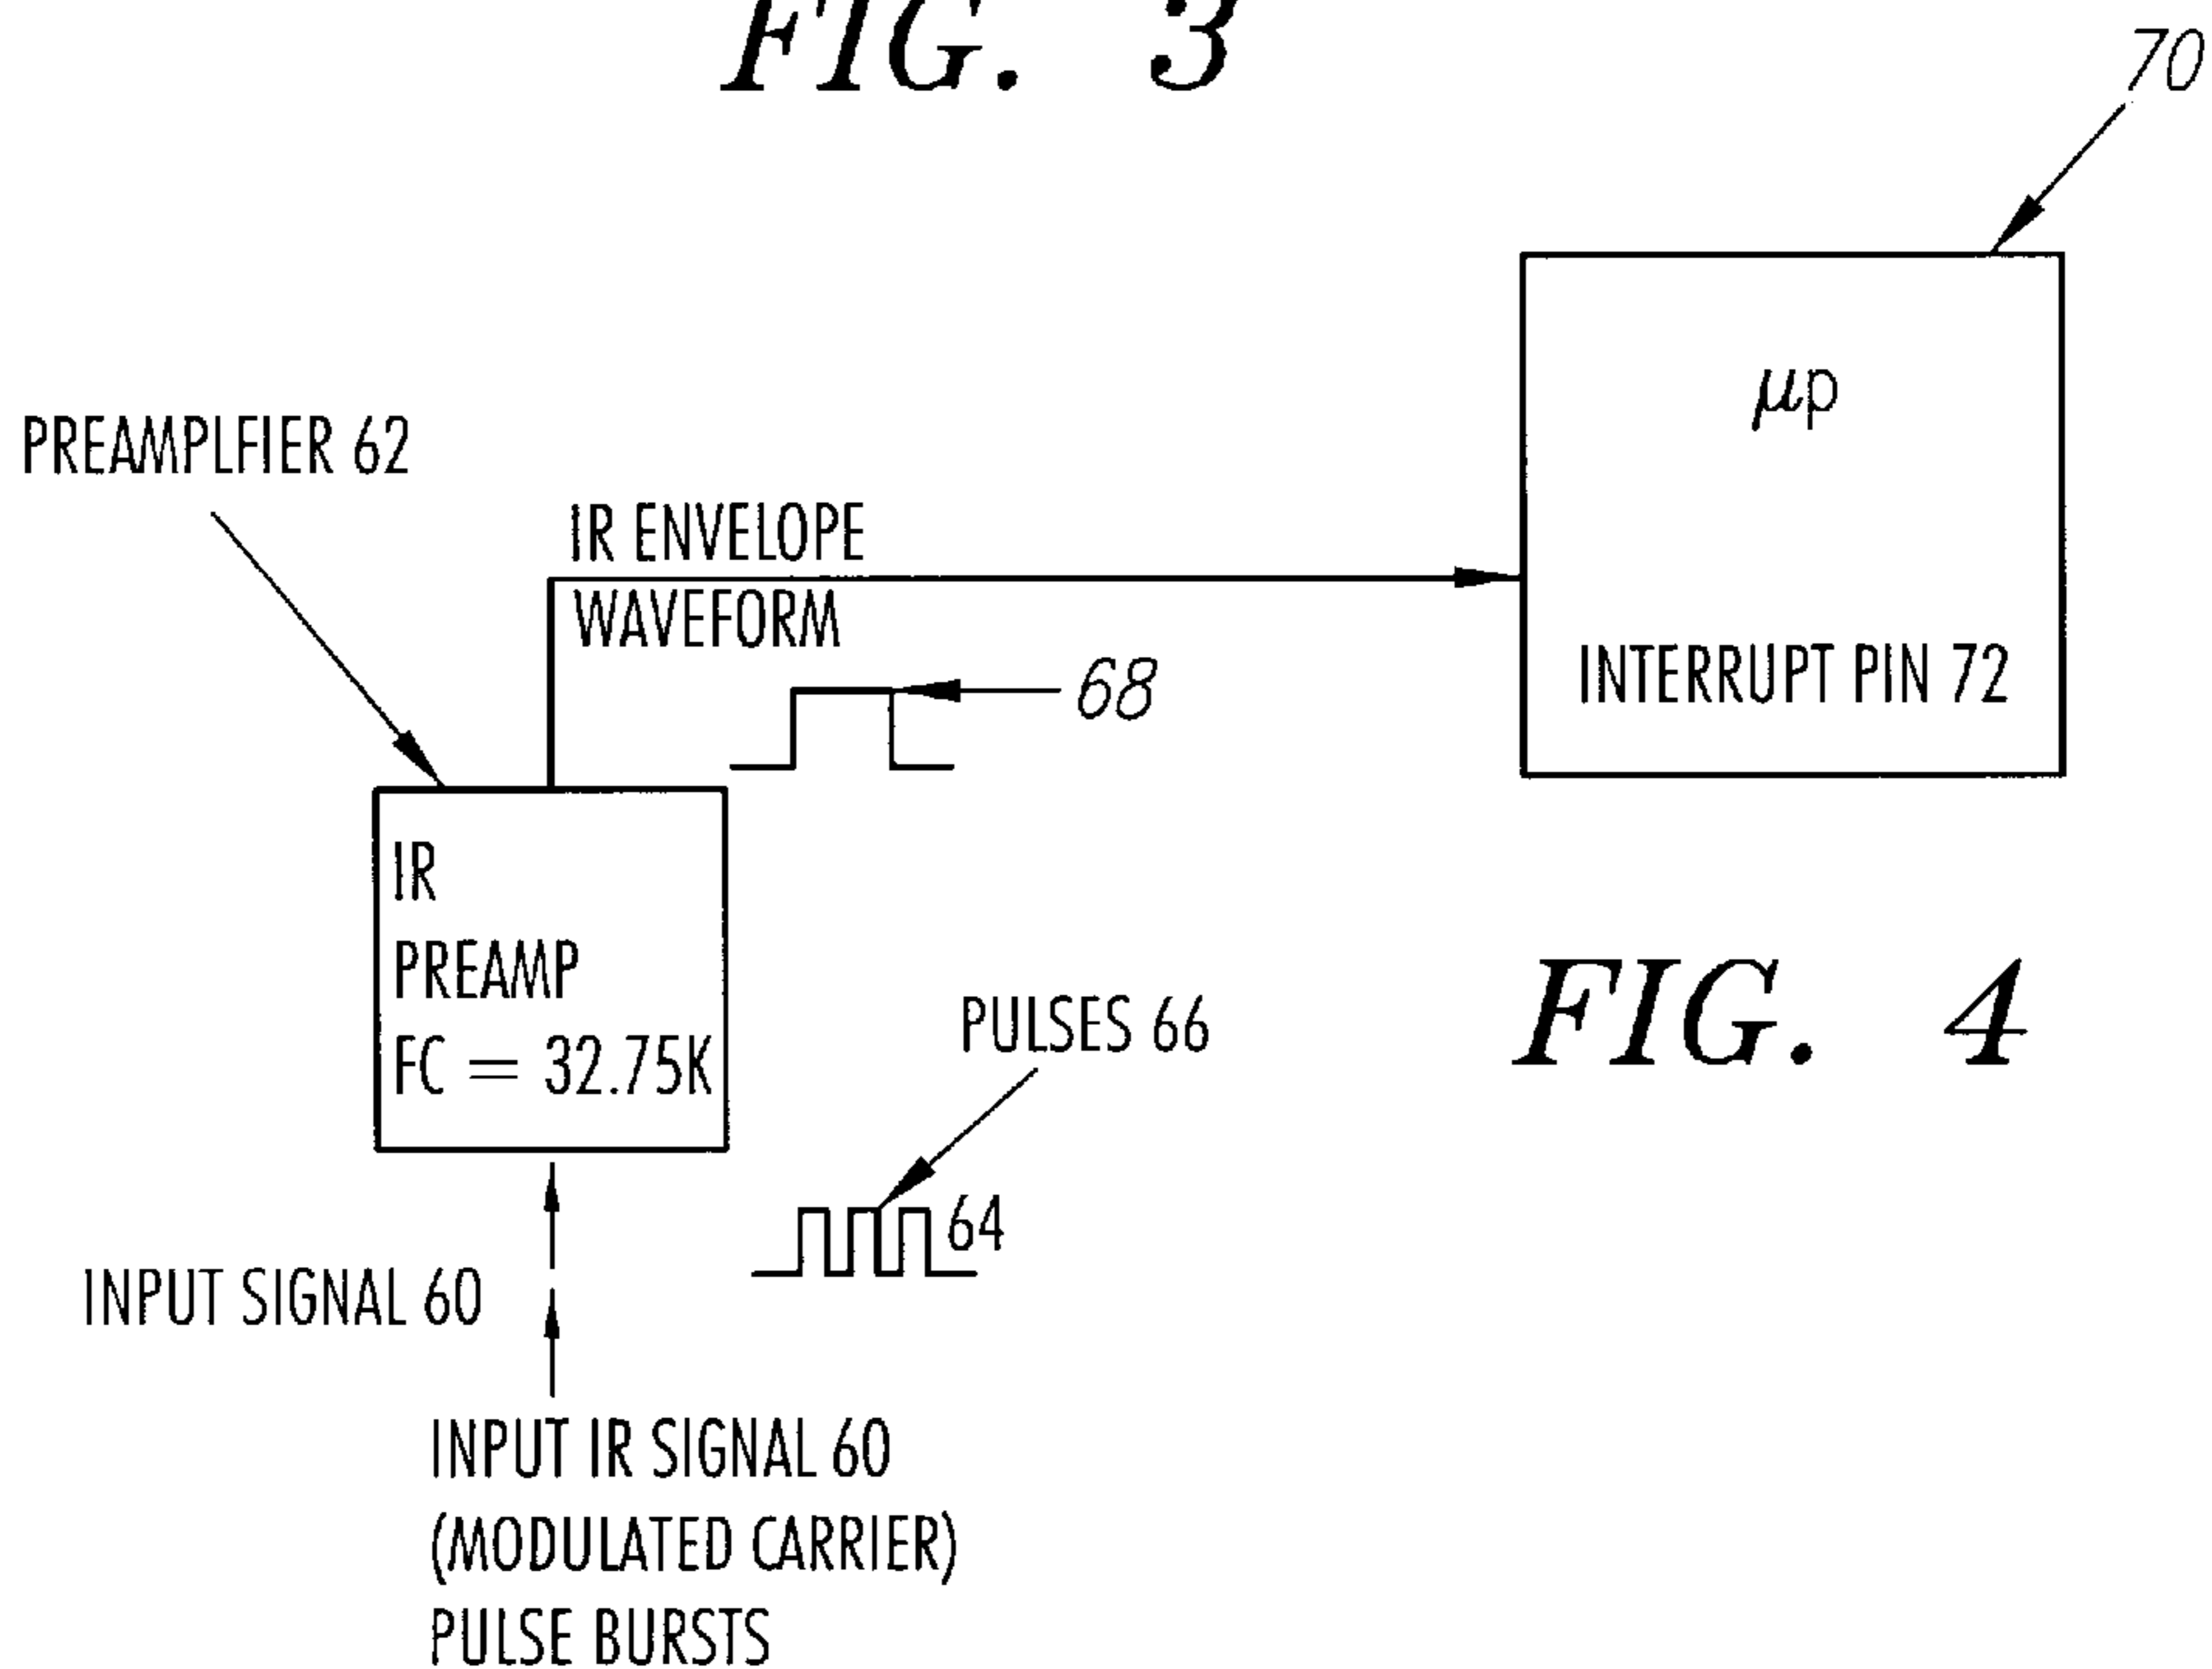 FIG. 3
70
μp
PREAMPLFIER 62
IR ENVELOPE
WAVEFORM
68
INTERRUPT PIN 72
IR
PREAMP
FC = 32.75K
FIG. 4
PULSES 66
64
INPUT SIGNAL 60
INPUT IR SIGNAL 60
(MODULATED CARRIER)
PULSE BURSTS